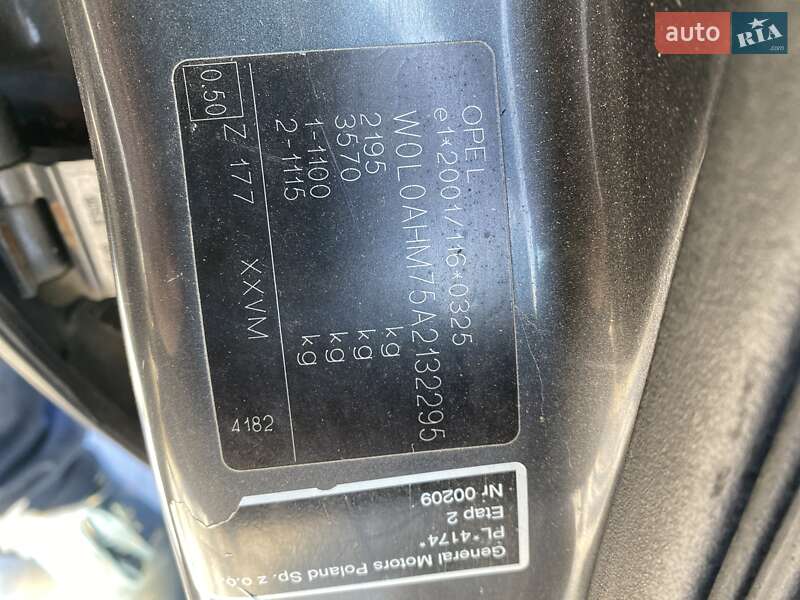 auto RIA.com
OPEL
e1*2001/116*0325
W0L0AHM75A2132295
2195 kg
3570 kg
1-1100 kg
2-1115 kg
0.50 Z 177 XXVM 4182
General Motors Poland Sp. z o.o.
PL*4174*
Etap 2
Nr 00209